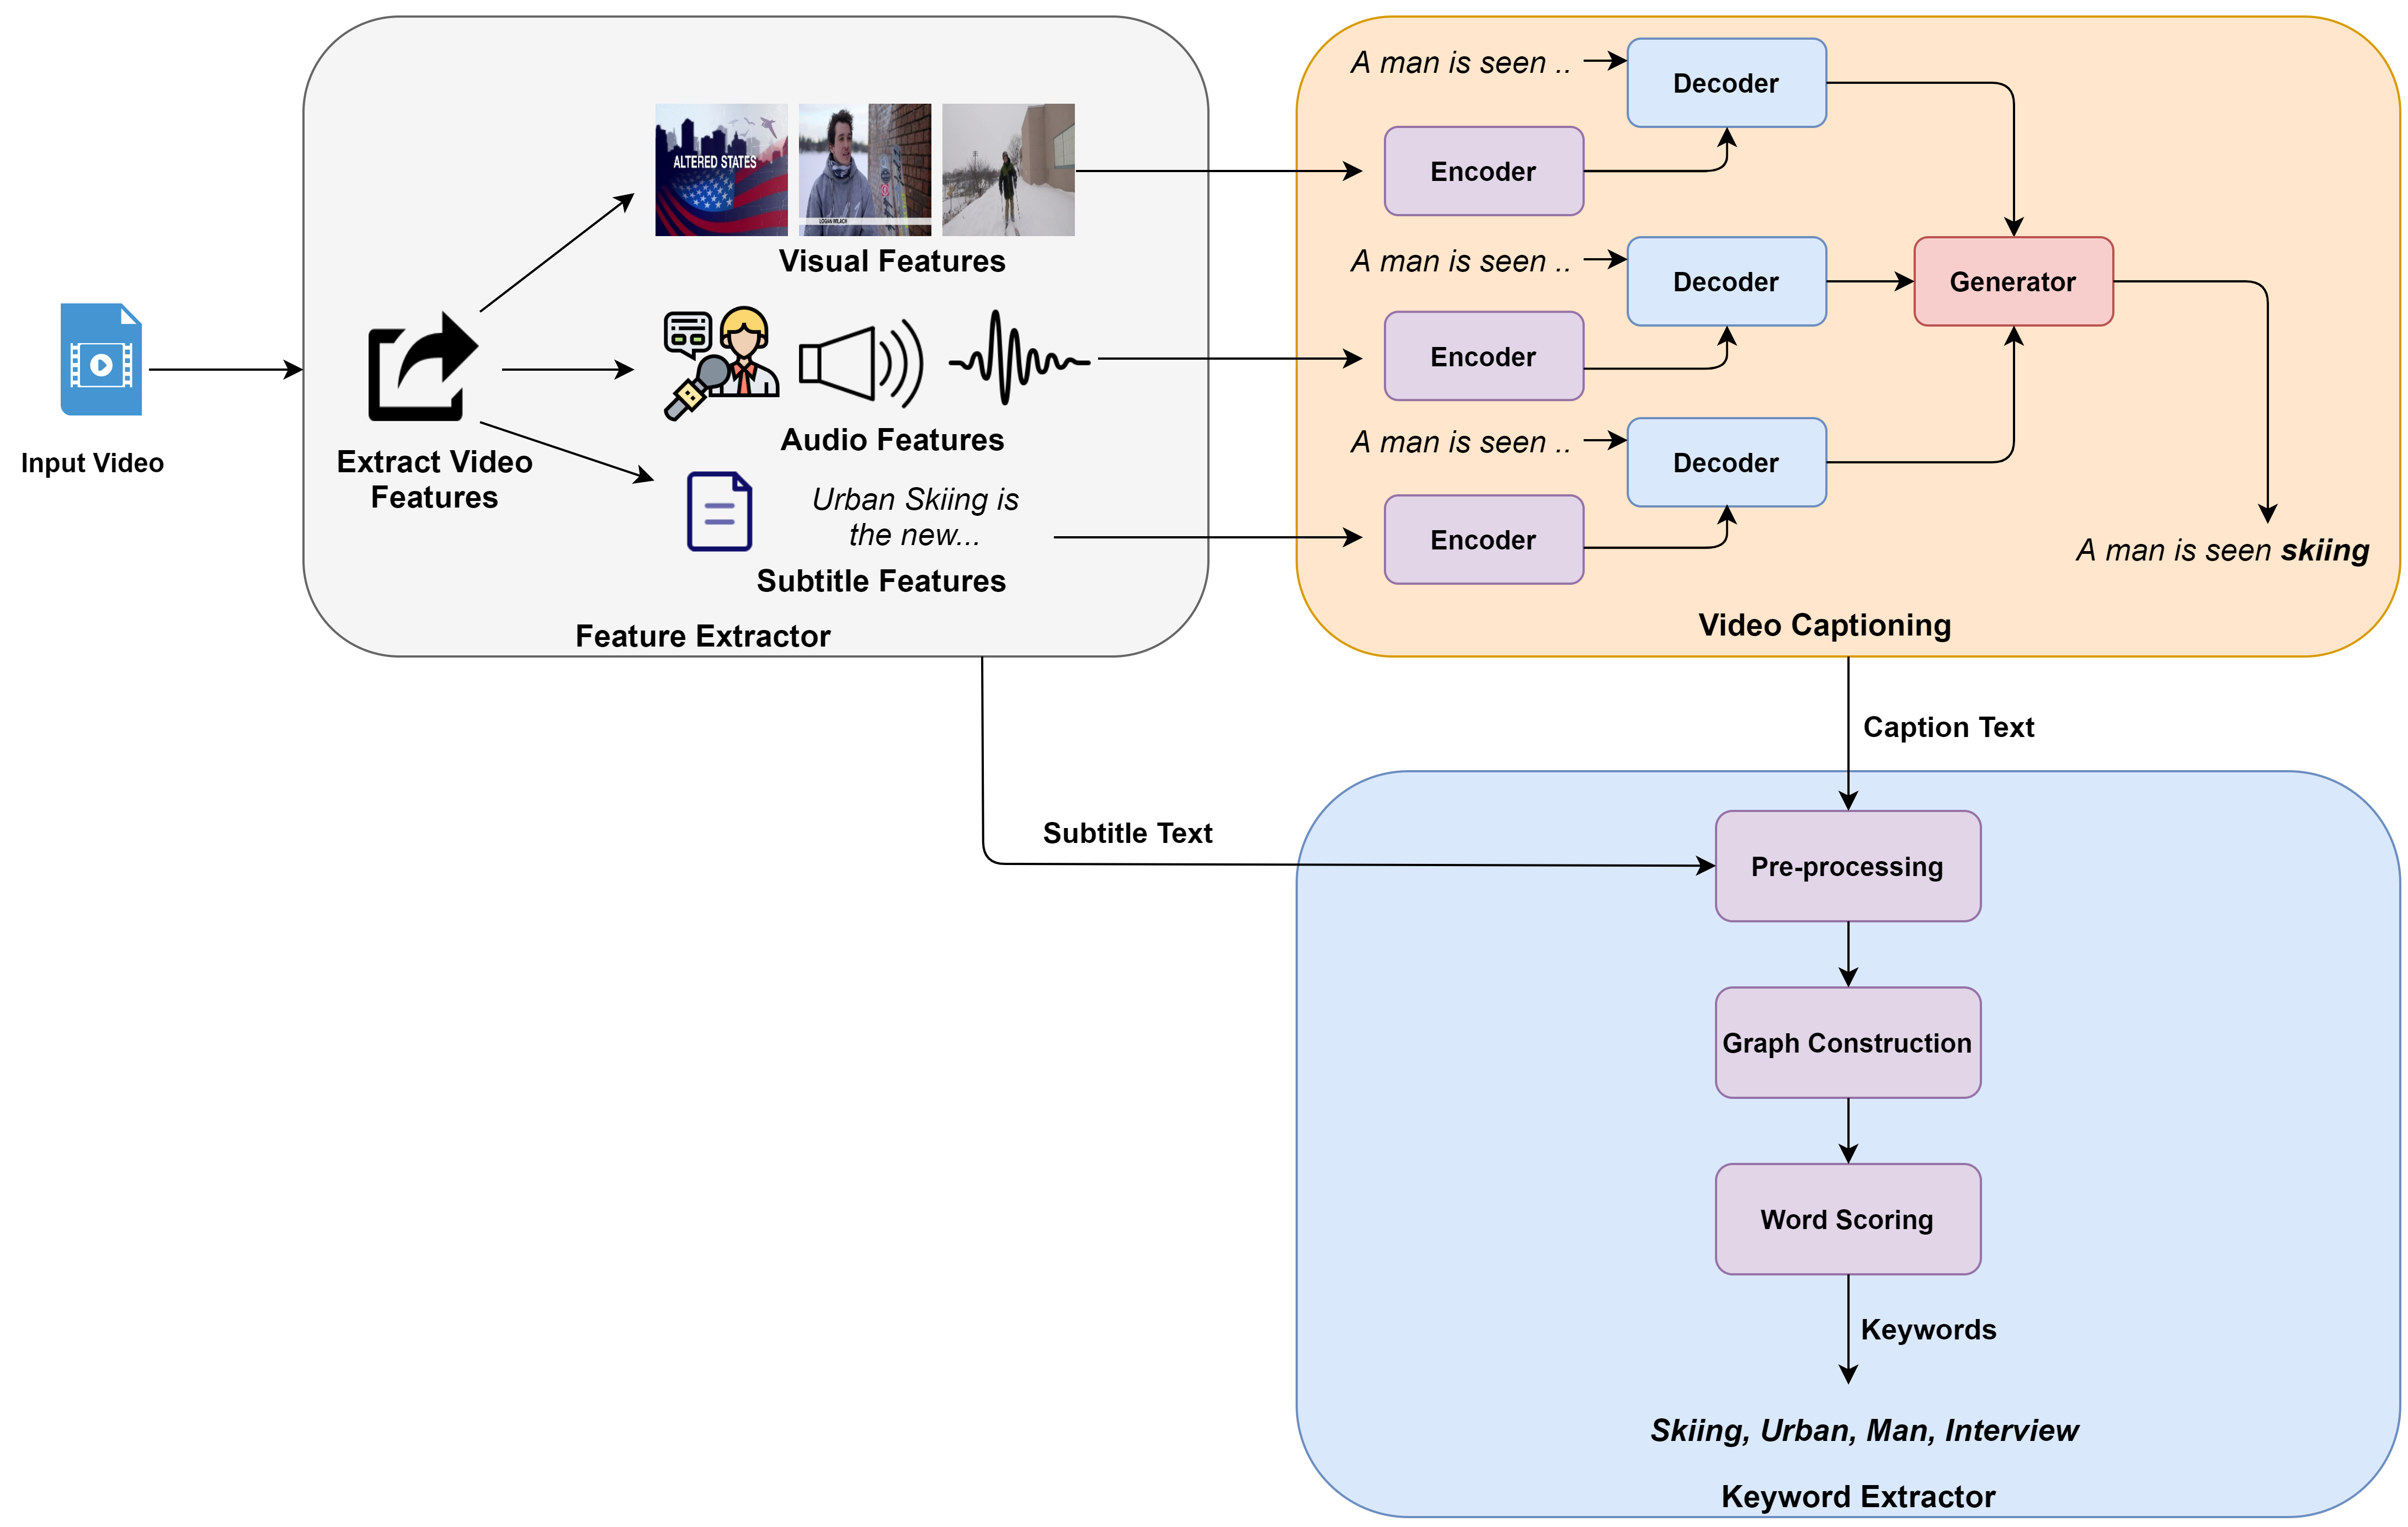 Input Video
Extract Video
Features
ALTERED STATES
LOGAN IMLACH
Visual Features
Audio Features
Urban Skiing is
the new...
Subtitle Features
Feature Extractor
A man is seen ..
Decoder
Encoder
A man is seen ..
Decoder
Generator
Encoder
A man is seen ..
Decoder
Encoder
A man is seen skiing
Video Captioning
Caption Text
Subtitle Text
Pre-processing
Graph Construction
Word Scoring
Keywords
Skiing, Urban, Man, Interview
Keyword Extractor